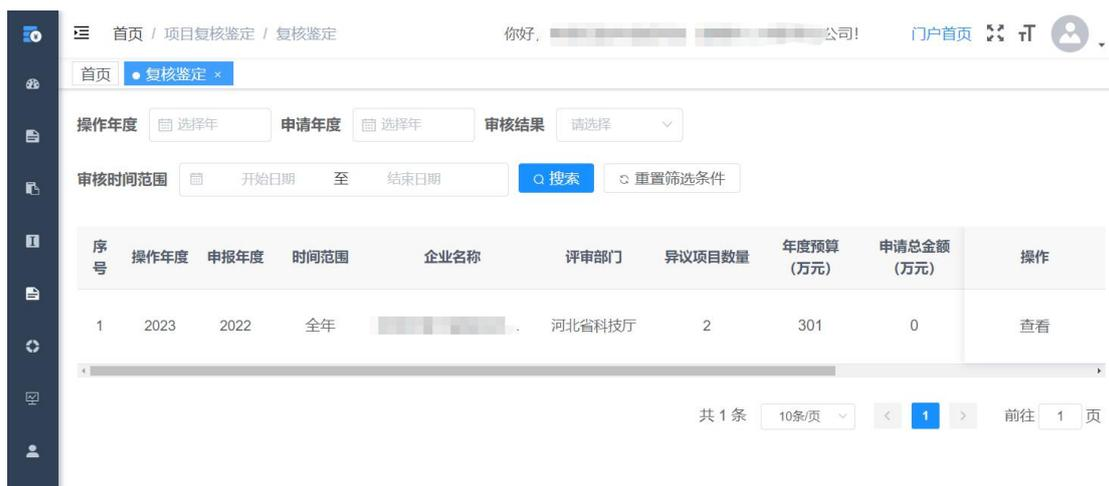 首页 / 项目复核鉴定 / 复核鉴定 你好, 公司! 门户首页
首页 复核鉴定 ×
操作年度 选择年 申请年度 选择年 审核结果 请选择
审核时间范围 开始日期 至 结束日期 搜索 重置筛选条件
序号 操作年度 申报年度 时间范围 企业名称 评审部门 异议项目数量 年度预算(万元) 申请总金额(万元) 操作
1 2023 2022 全年 河北省科技厅 2 301 0 查看
共 1 条 10条/页 < 1 > 前往 1 页